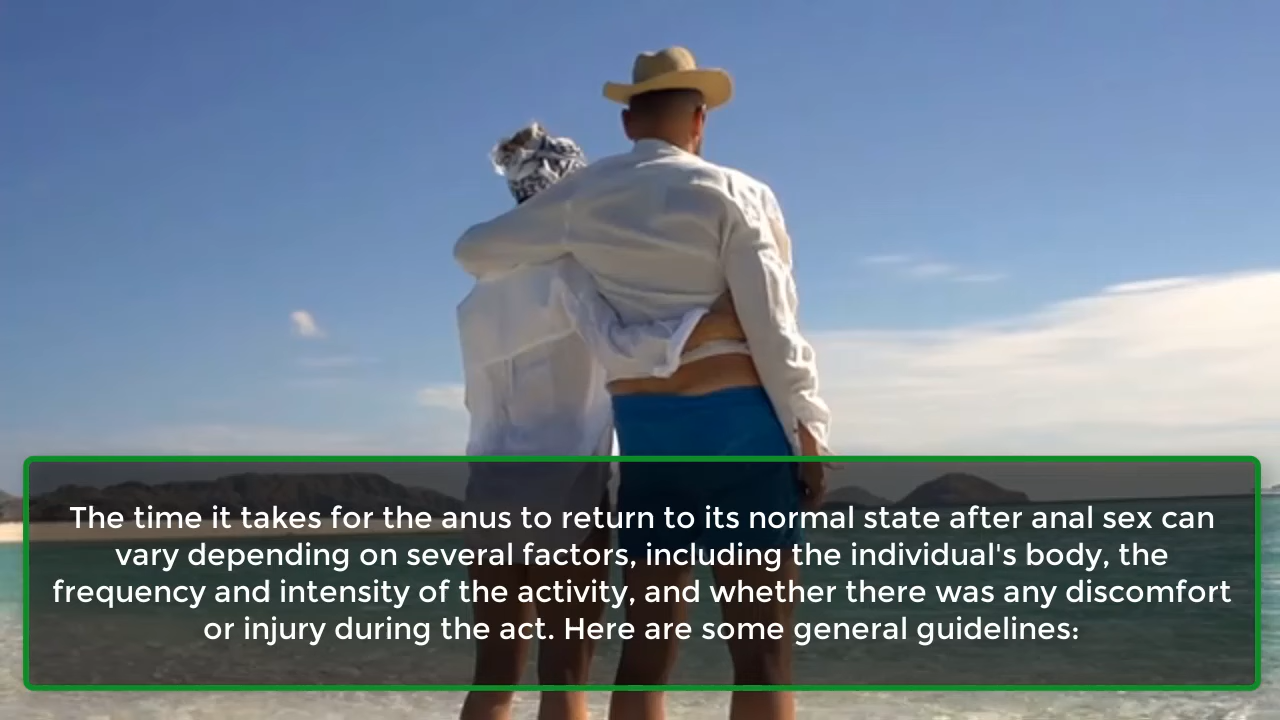 The time it takes for the anus to return to its normal state after anal sex can
vary depending on several factors, including the individual's body, the
frequency and intensity of the activity, and whether there was any discomfort
or injury during the act. Here are some general guidelines: